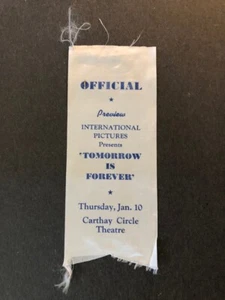 OFFICIAL
★
Preview
INTERNATIONAL
PICTURES
Presents
"TOMORROW
IS
FOREVER"
★
Thursday, Jan. 10
Carthay Circle
Theatre